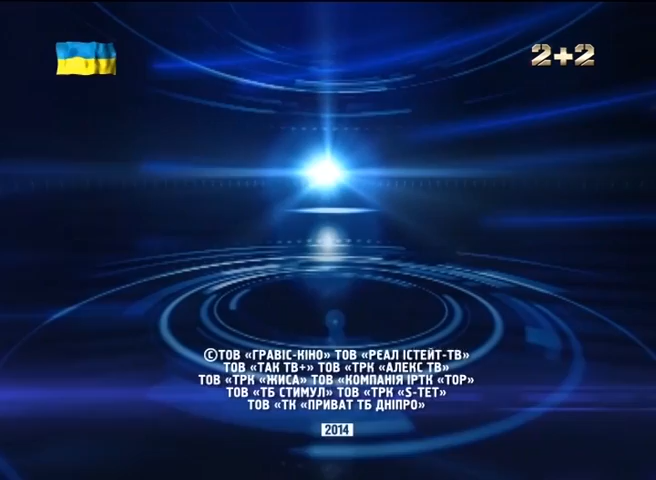 2+2
©ТОВ «ГРАВІС-КІНО» ТОВ «РЕАЛ ІСТЕЙТ-ТВ»
ТОВ «ТАК ТВ+» ТОВ «ТРК «АЛЕКС ТВ»
ТОВ «ТРК «ЖИСА» ТОВ «КОМПАНІЯ ІРТК «ТОР»
ТОВ «ТБ СТИМУЛ» ТОВ «ТРК «S-ТЕТ»
ТОВ «ТК «ПРИВАТ ТБ ДНІПРО»
2014